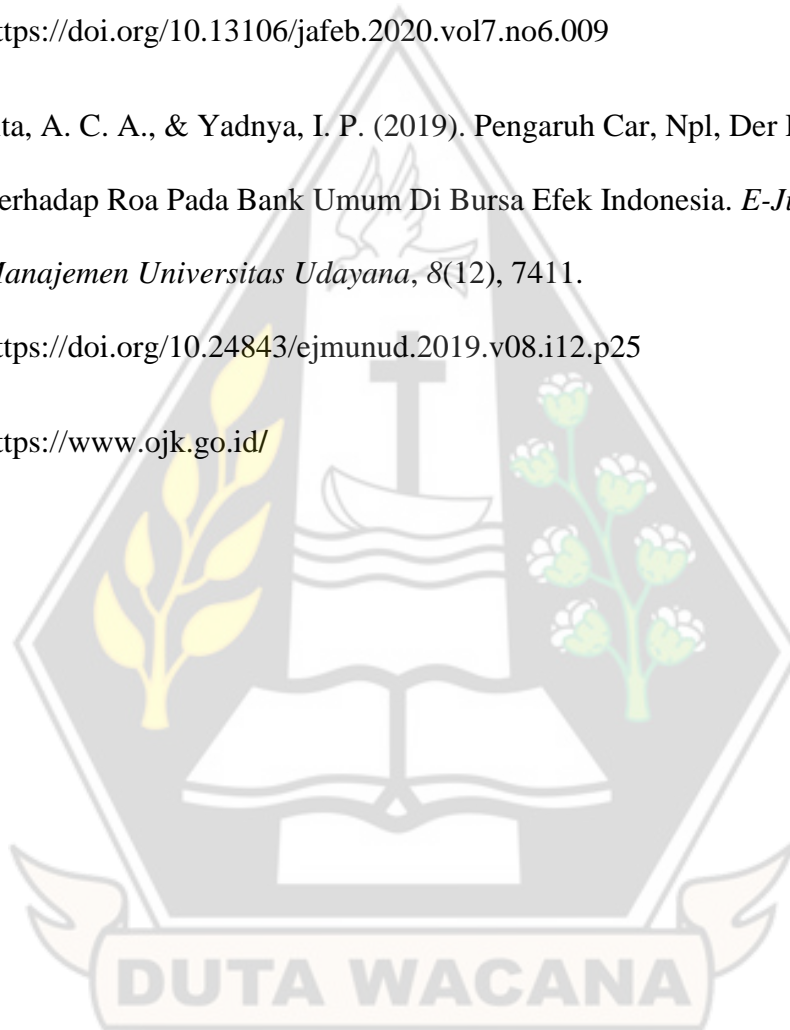 ttps://doi.org/10.13106/jafeb.2020.vol7.no6.009
ita, A. C. A., & Yadnya, I. P. (2019). Pengaruh Car, Npl, Der
erhadap Roa Pada Bank Umum Di Bursa Efek Indonesia. E-J
Manajemen Universitas Udayana, 8(12), 7411.
ttps://doi.org/10.24843/ejmunud.2019.v08.i12.p25
ttps://www.ojk.go.id/
DUTA WACANA